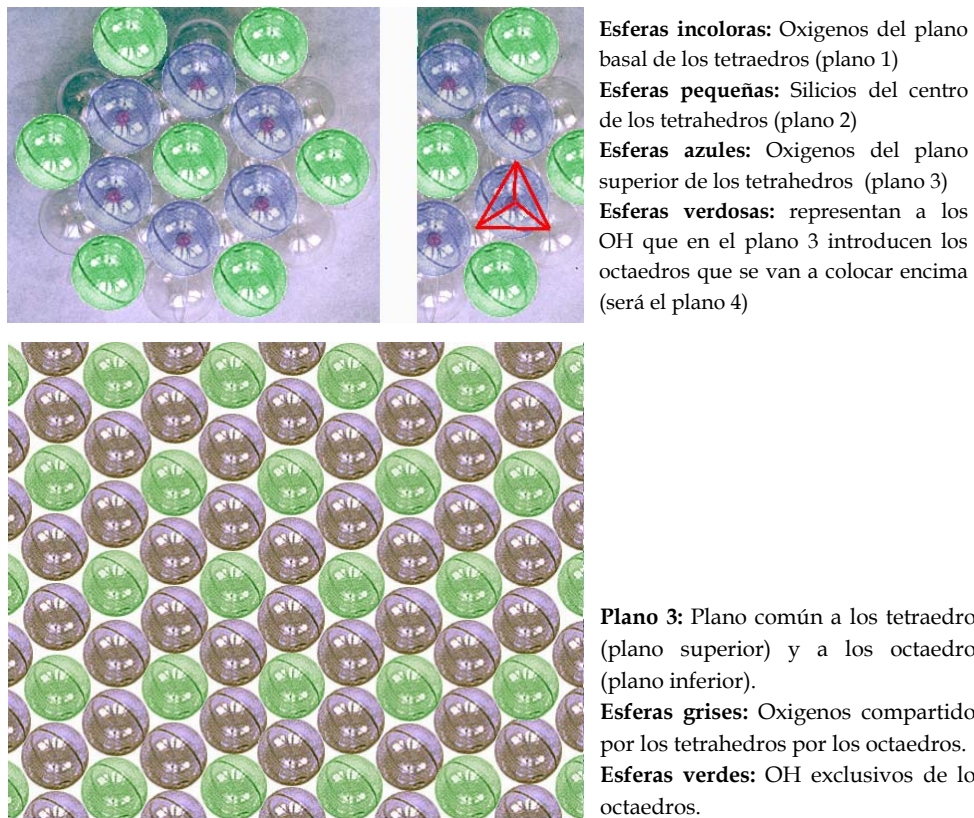 Esferas incoloras: Oxigenos del plano
basal de los tetraedros (plano 1)
Esferas pequeñas: Silicios del centro
de los tetrahedros (plano 2)
Esferas azules: Oxigenos del plano
superior de los tetrahedros (plano 3)
Esferas verdosas: representan a los
OH que en el plano 3 introducen los
octaedros que se van a colocar encima
(será el plano 4)
Plano 3: Plano común a los tetraedro
(plano superior) y a los octaedro
(plano inferior).
Esferas grises: Oxigenos compartido
por los tetrahedros por los octaedros.
Esferas verdes: OH exclusivos de lo
octaedros.